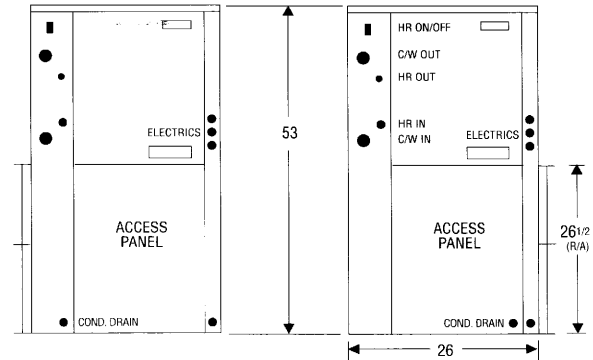 HR ON/OFF
C/W OUT
HR OUT
HR IN
C/W IN
ELECTRICS
ELECTRICS
53
ACCESS
PANEL
ACCESS
PANEL
26 1/2
(R/A)
COND. DRAIN
COND. DRAIN
26